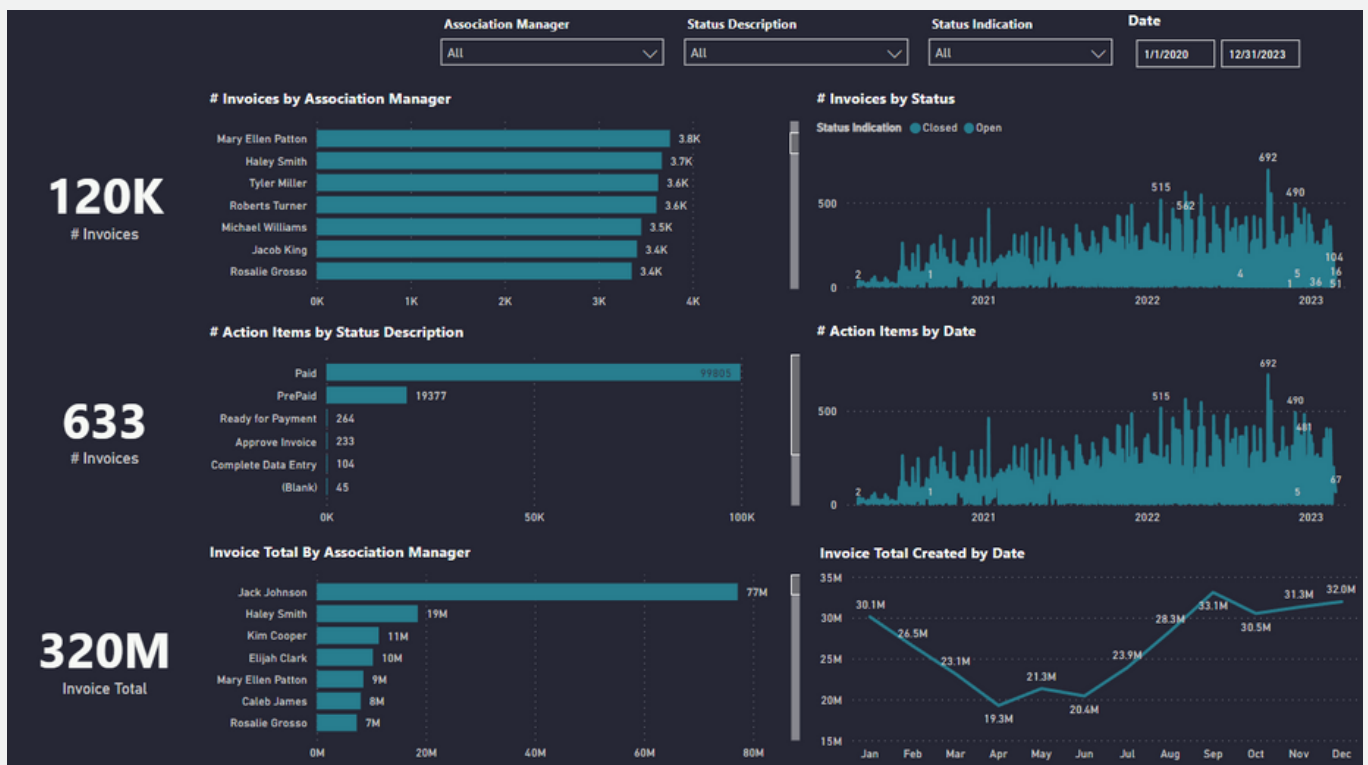 Association Manager
All
Status Description
All
Status Indication
All
Date
1/1/2020
12/31/2023
120K
# Invoices
# Invoices by Association Manager
Mary Ellen Patton 3.8K
Haley Smith 3.7K
Tyler Miller 3.6K
Roberts Turner 3.6K
Michael Williams 3.5K
Jacob King 3.4K
Rosalie Grosso 3.4K
0K 1K 2K 3K 4K
# Invoices by Status
Status Indication Closed Open
692
515
490
562
500
104
2 1 4 5 16
0 1 36 51
2021 2022 2023
633
# Invoices
# Action Items by Status Description
Paid 99805
PrePaid 19377
Ready for Payment 264
Approve Invoice 233
Complete Data Entry 104
(Blank) 45
0K 50K 100K
# Action Items by Date
692
515
490
500
481
67
2 1 5
0
2021 2022 2023
320M
Invoice Total
Invoice Total By Association Manager
Jack Johnson 77M
Haley Smith 19M
Kim Cooper 11M
Elijah Clark 10M
Mary Ellen Patton 9M
Caleb James 8M
Rosalie Grosso 7M
0M 20M 40M 60M 80M
Invoice Total Created by Date
35M
30M
25M
20M
15M
30.1M 26.5M 23.1M 19.3M 21.3M 20.4M 23.9M 28.3M 33.1M 30.5M 31.3M 32.0M
Jan Feb Mar Apr May Jun Jul Aug Sep Oct Nov Dec